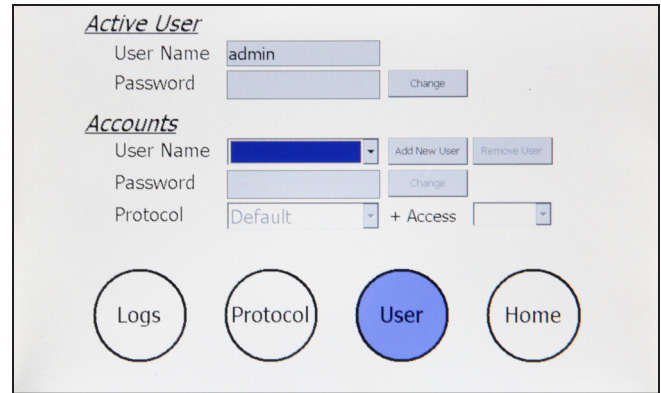 Active User
User Name admin
Password Change
Accounts
User Name Add New User Remove User
Password Change
Protocol Default + Access
Logs Protocol User Home